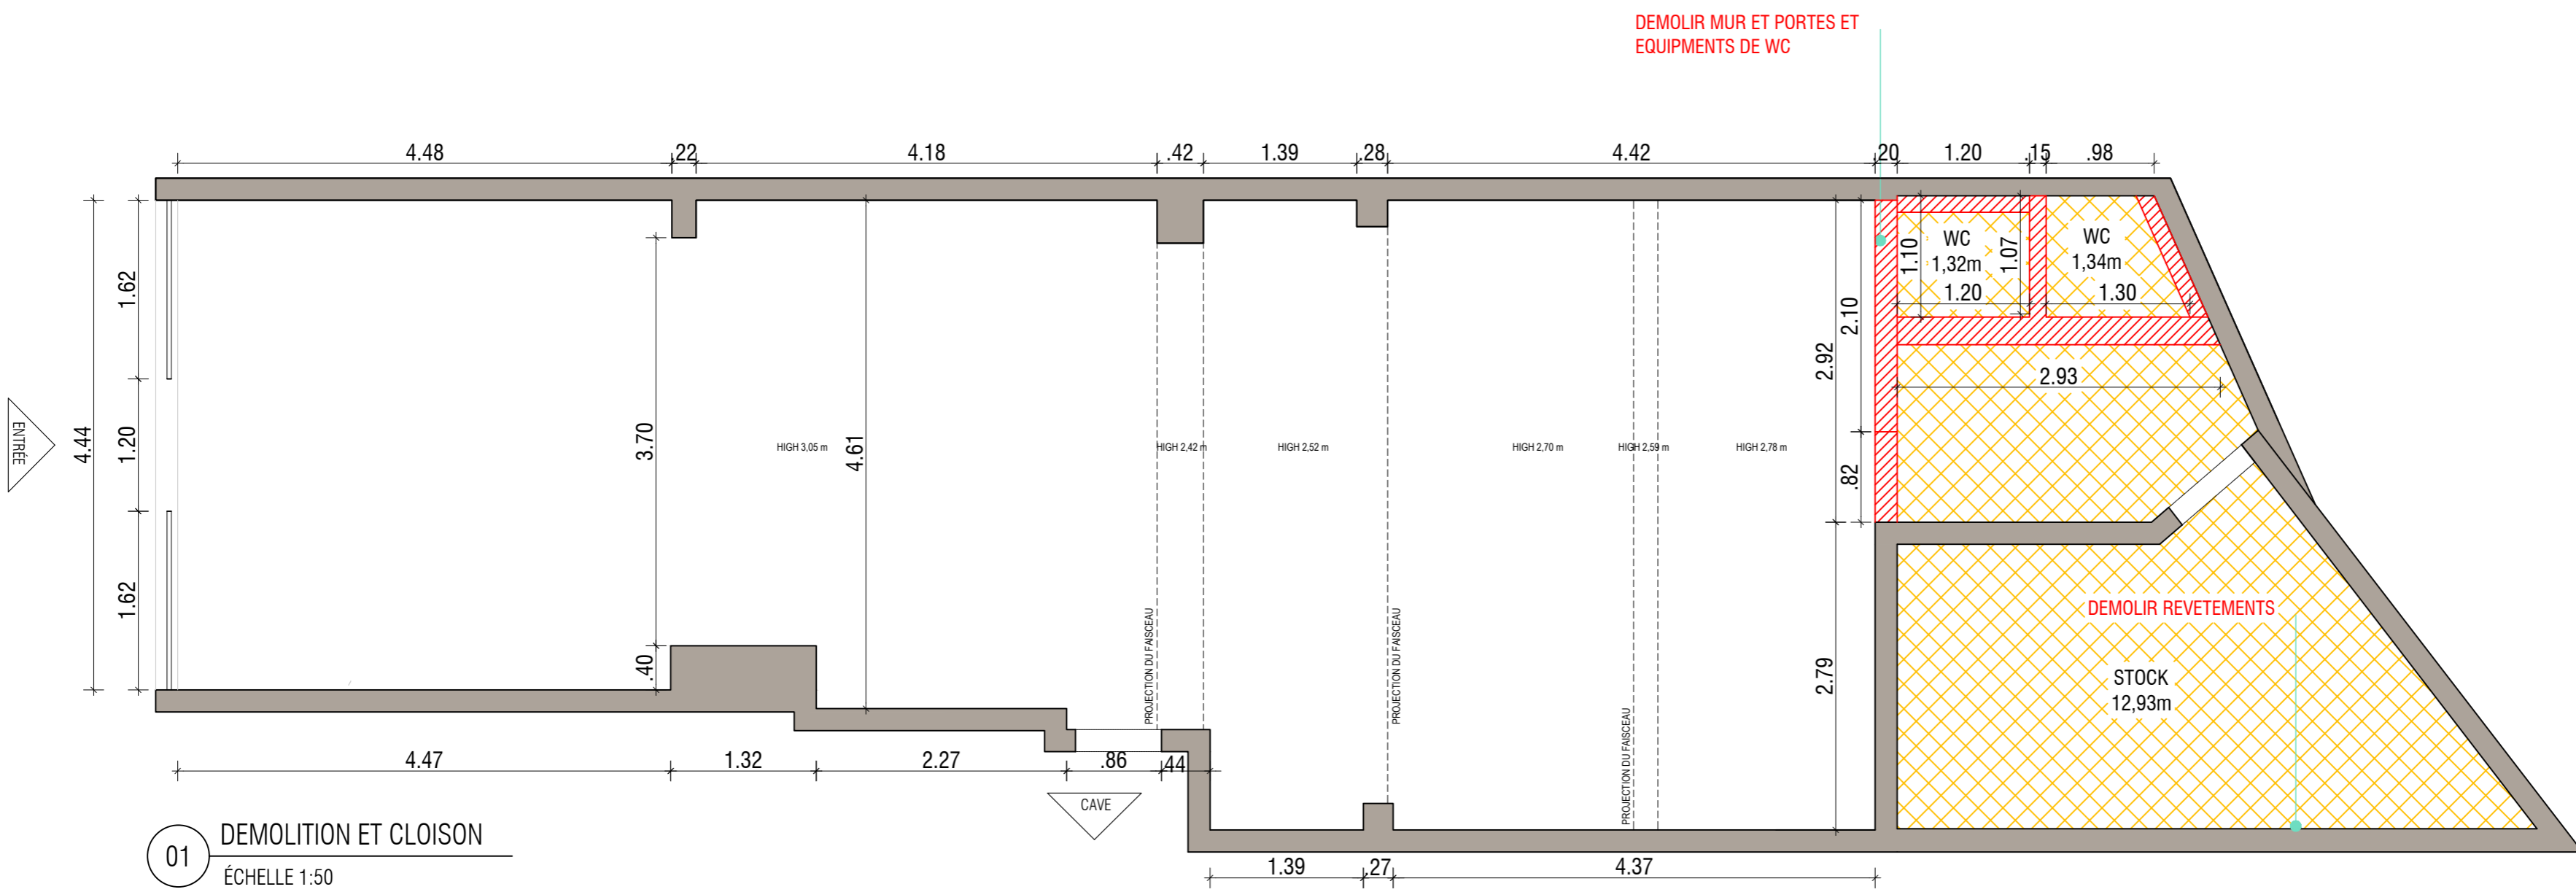 DEMOLIR MUR ET PORTES ET
EQUIPMENTS DE WC
4.48
.22
4.18
.42
1.39
.28
4.42
.20
1.20
.15
.98
4.44
1.62
1.20
1.62
ENTRÉE
3.70
.40
4.61
HIGH 3,05 m
HIGH 2,42 m
HIGH 2,52 m
HIGH 2,70 m
HIGH 2,59 m
HIGH 2,78 m
PROJECTION DU FAISCEAU
PROJECTION DU FAISCEAU
PROJECTION DU FAISCEAU
2.92
2.10
.82
2.79
1.10
WC
1,32m
1.07
1.20
WC
1,34m
1.30
2.93
DEMOLIR REVETEMENTS
STOCK
12,93m
4.47
1.32
2.27
.86
.44
CAVE
1.39
.27
4.37
01
DEMOLITION ET CLOISON
ÉCHELLE 1:50